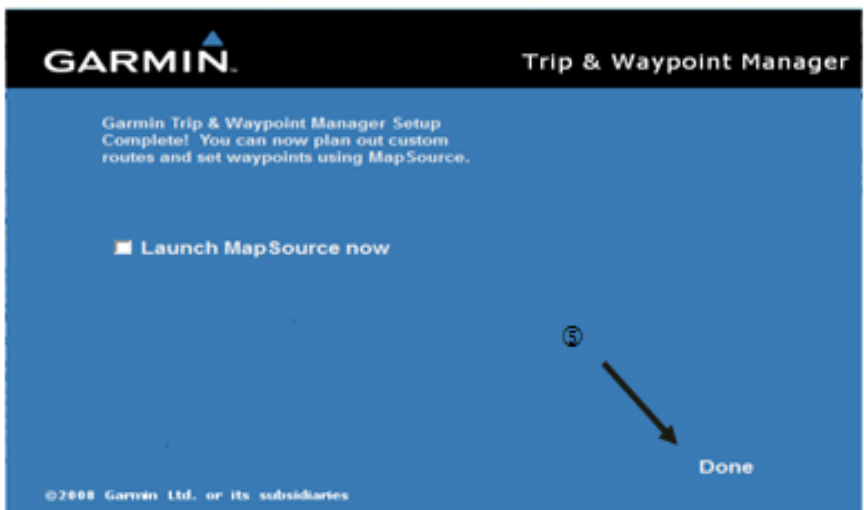 GARMIN™
Trip & Waypoint Manager
Garmin Trip & Waypoint Manager Setup
Complete! You can now plan out custom
routes and set waypoints using MapSource.
Launch MapSource now
⑤
Done
©2008 Garmin Ltd. or its subsidiaries